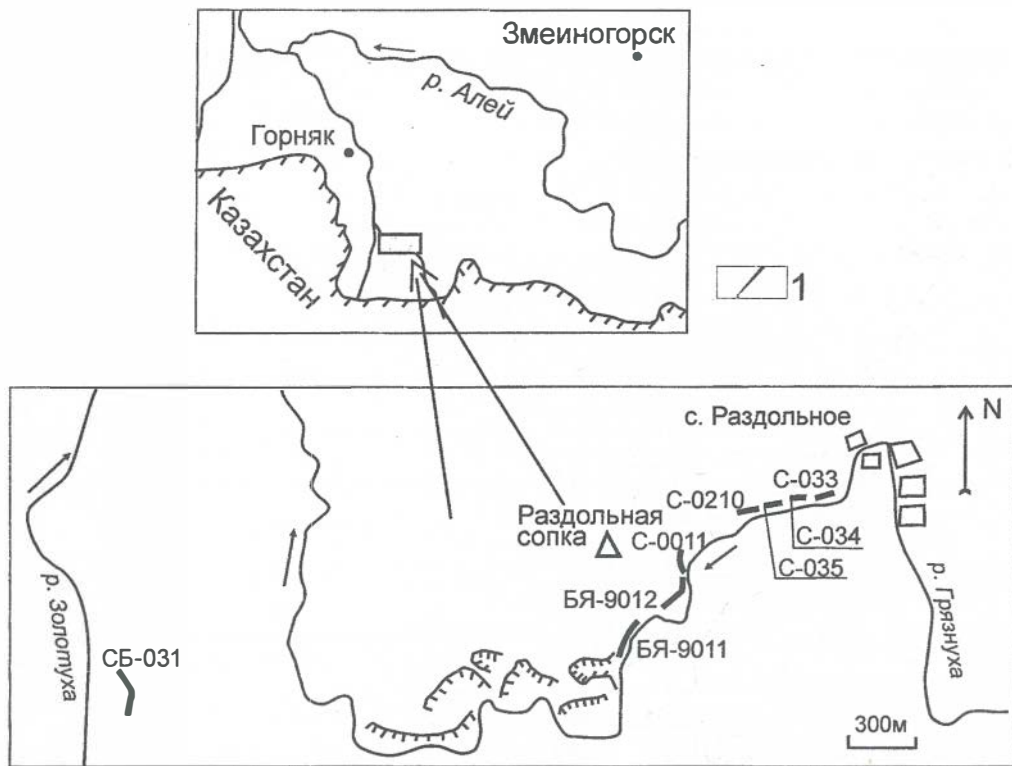 Змеиногорск
р. Алей
Горняк
Казахстан
1
с. Раздольное
N
С-033
С-0210
Раздольная
сопка
С-0011
С-034
С-035
р. Золотуха
БЯ-9012
р. Грязнуха
БЯ-9011
СБ-031
300м